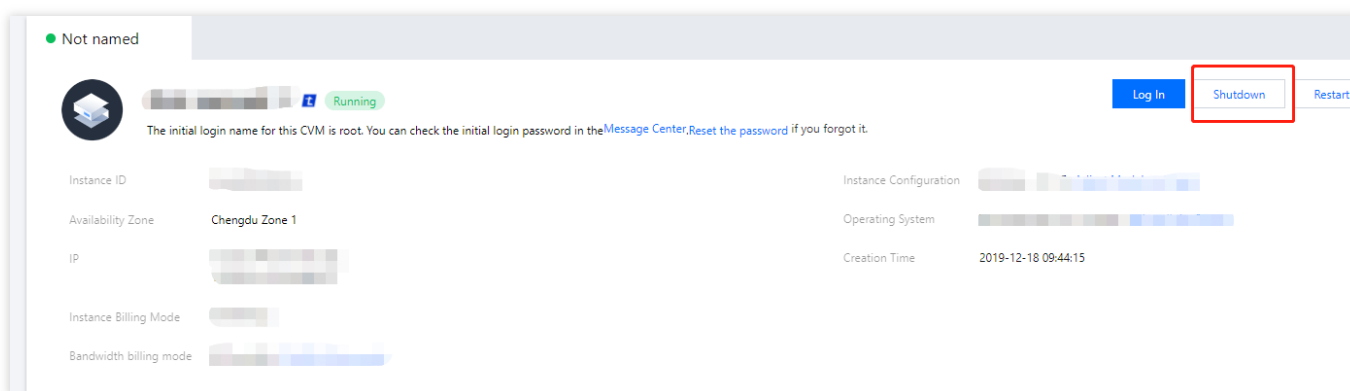 Not named
Running
Log In
Shutdown
Restart
The initial login name for this CVM is root. You can check the initial login password in the Message Center,Reset the password if you forgot it.
Instance ID
Instance Configuration
Availability Zone
Chengdu Zone 1
Operating System
IP
Creation Time
2019-12-18 09:44:15
Instance Billing Mode
Bandwidth billing mode